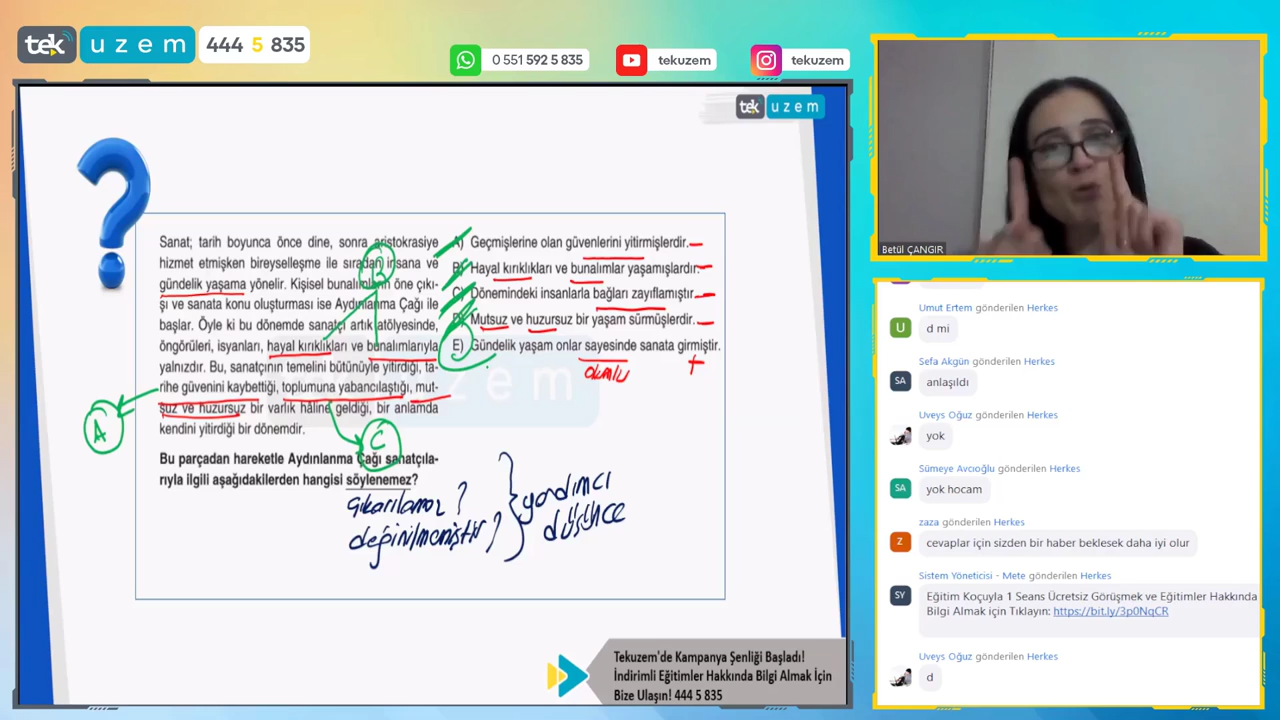 tek uzem 444 5 835
0 551 592 5 835
tekuzem
tekuzem
tek uzem
Sanat; tarih boyunca önce dine, sonra aristokrasiye
hizmet etmişken bireyselleşme ile sıradan insana ve
gündelik yaşama yönelir. Kişisel bunalımların öne çıkı-
şı ve sanata konu oluşturması ise Aydınlanma Çağı ile
başlar. Öyle ki bu dönemde sanatçı artık atölyesinde,
öngörüleri, isyanları, hayal kırıklıkları ve bunalımlarıyla
yalnızdır. Bu, sanatçının temelini bütünüyle yitirdiği, ta-
rihe güvenini kaybettiği, toplumuna yabancılaştığı, mut-
suz ve huzursuz bir varlık hâline geldiği, bir anlamda
kendini yitirdiği bir dönemdir.
Bu parçadan hareketle Aydınlanma Çağı sanatçıla-
rıyla ilgili aşağıdakilerden hangisi söylenemez?
A) Geçmişlerine olan güvenlerini yitirmişlerdir.
B) Hayal kırıklıkları ve bunalımlar yaşamışlardır.
C) Dönemindeki insanlarla bağları zayıflamıştır.
D) Mutsuz ve huzursuz bir yaşam sürmüşlerdir.
E) Gündelik yaşam onlar sayesinde sanata girmiştir.
olumlu +
A
C
çıkarılamaz?
değinilmemiştir?
yardımcı
düşünce
uzem
Tekuzem'de Kampanya Şenliği Başladı!
İndirimli Eğitimler Hakkında Bilgi Almak İçin
Bize Ulaşın! 444 5 835
Betül ÇANGIR
Umut Ertem gönderilen Herkes
UE
d mi
Sefa Akgün gönderilen Herkes
SA
anlaşıldı
Uveys Oğuz gönderilen Herkes
yok
Sümeye Avcıoğlu gönderilen Herkes
SA
yok hocam
zaza gönderilen Herkes
Z
cevaplar için sizden bir haber beklesek daha iyi olur
Sistem Yöneticisi - Mete gönderilen Herkes
SY
Eğitim Koçuyla 1 Seans Ücretsiz Görüşmek ve Eğitimler Hakkında
Bilgi Almak için Tıklayın: https://bit.ly/3p0NqCR
Uveys Oğuz gönderilen Herkes
d